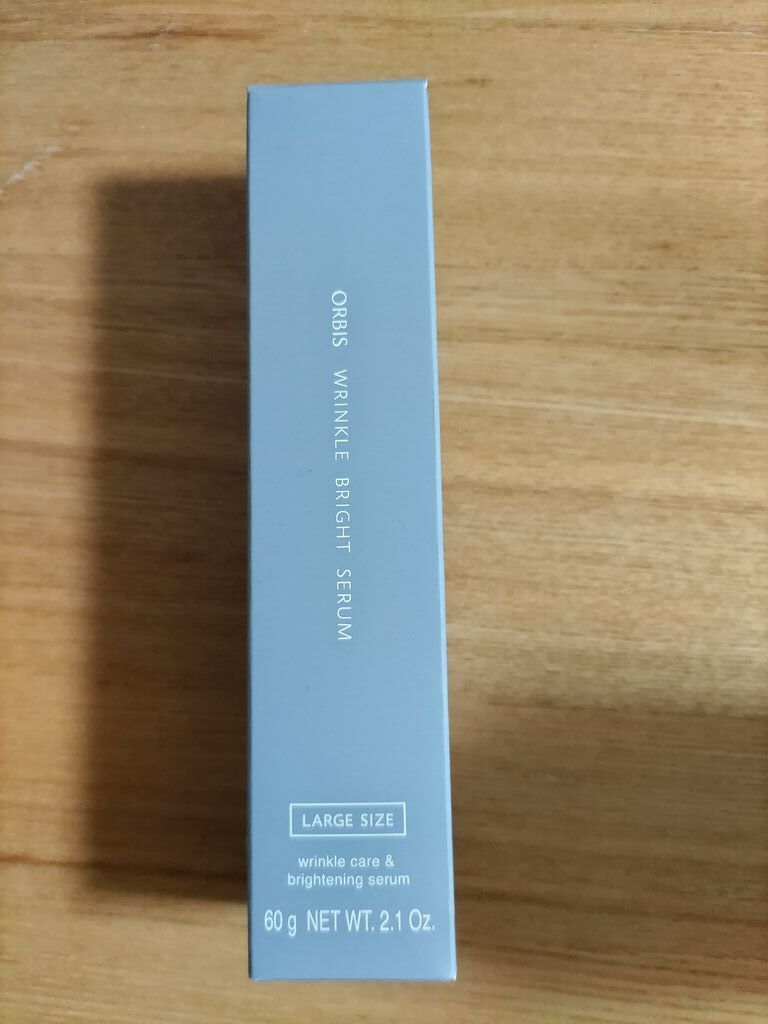 ORBIS WRINKLE BRIGHT SERUM
LARGE SIZE
wrinkle care &
brightening serum
60 g NET WT. 2.1 Oz.